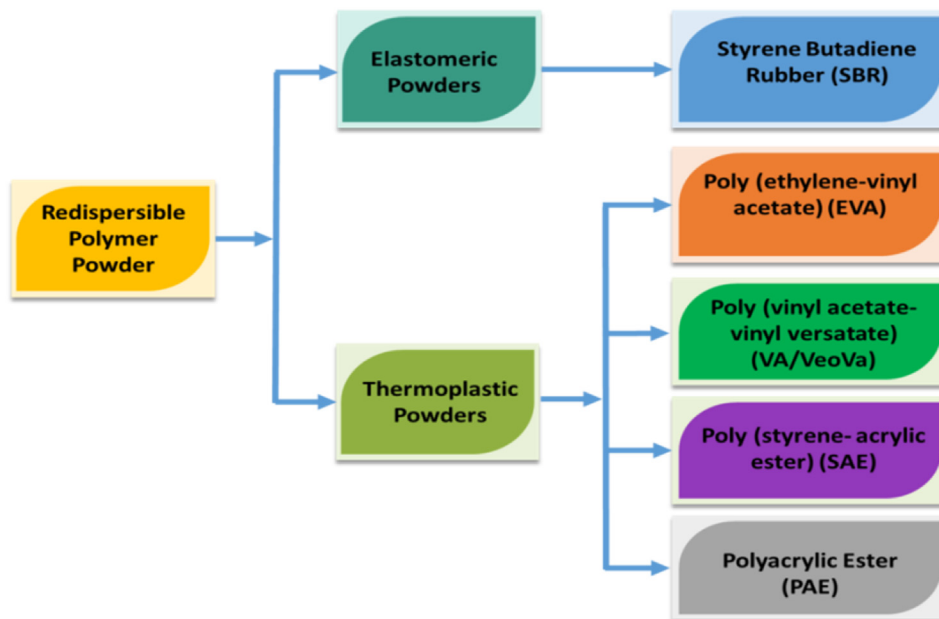 Elastomeric
Powders
Styrene Butadiene
Rubber (SBR)
Redispersible
Polymer
Powder
Poly (ethylene-vinyl
acetate) (EVA)
Poly (vinyl acetate-
vinyl versatate)
(VA/VeoVa)
Thermoplastic
Powders
Poly (styrene- acrylic
ester) (SAE)
Polyacrylic Ester
(PAE)